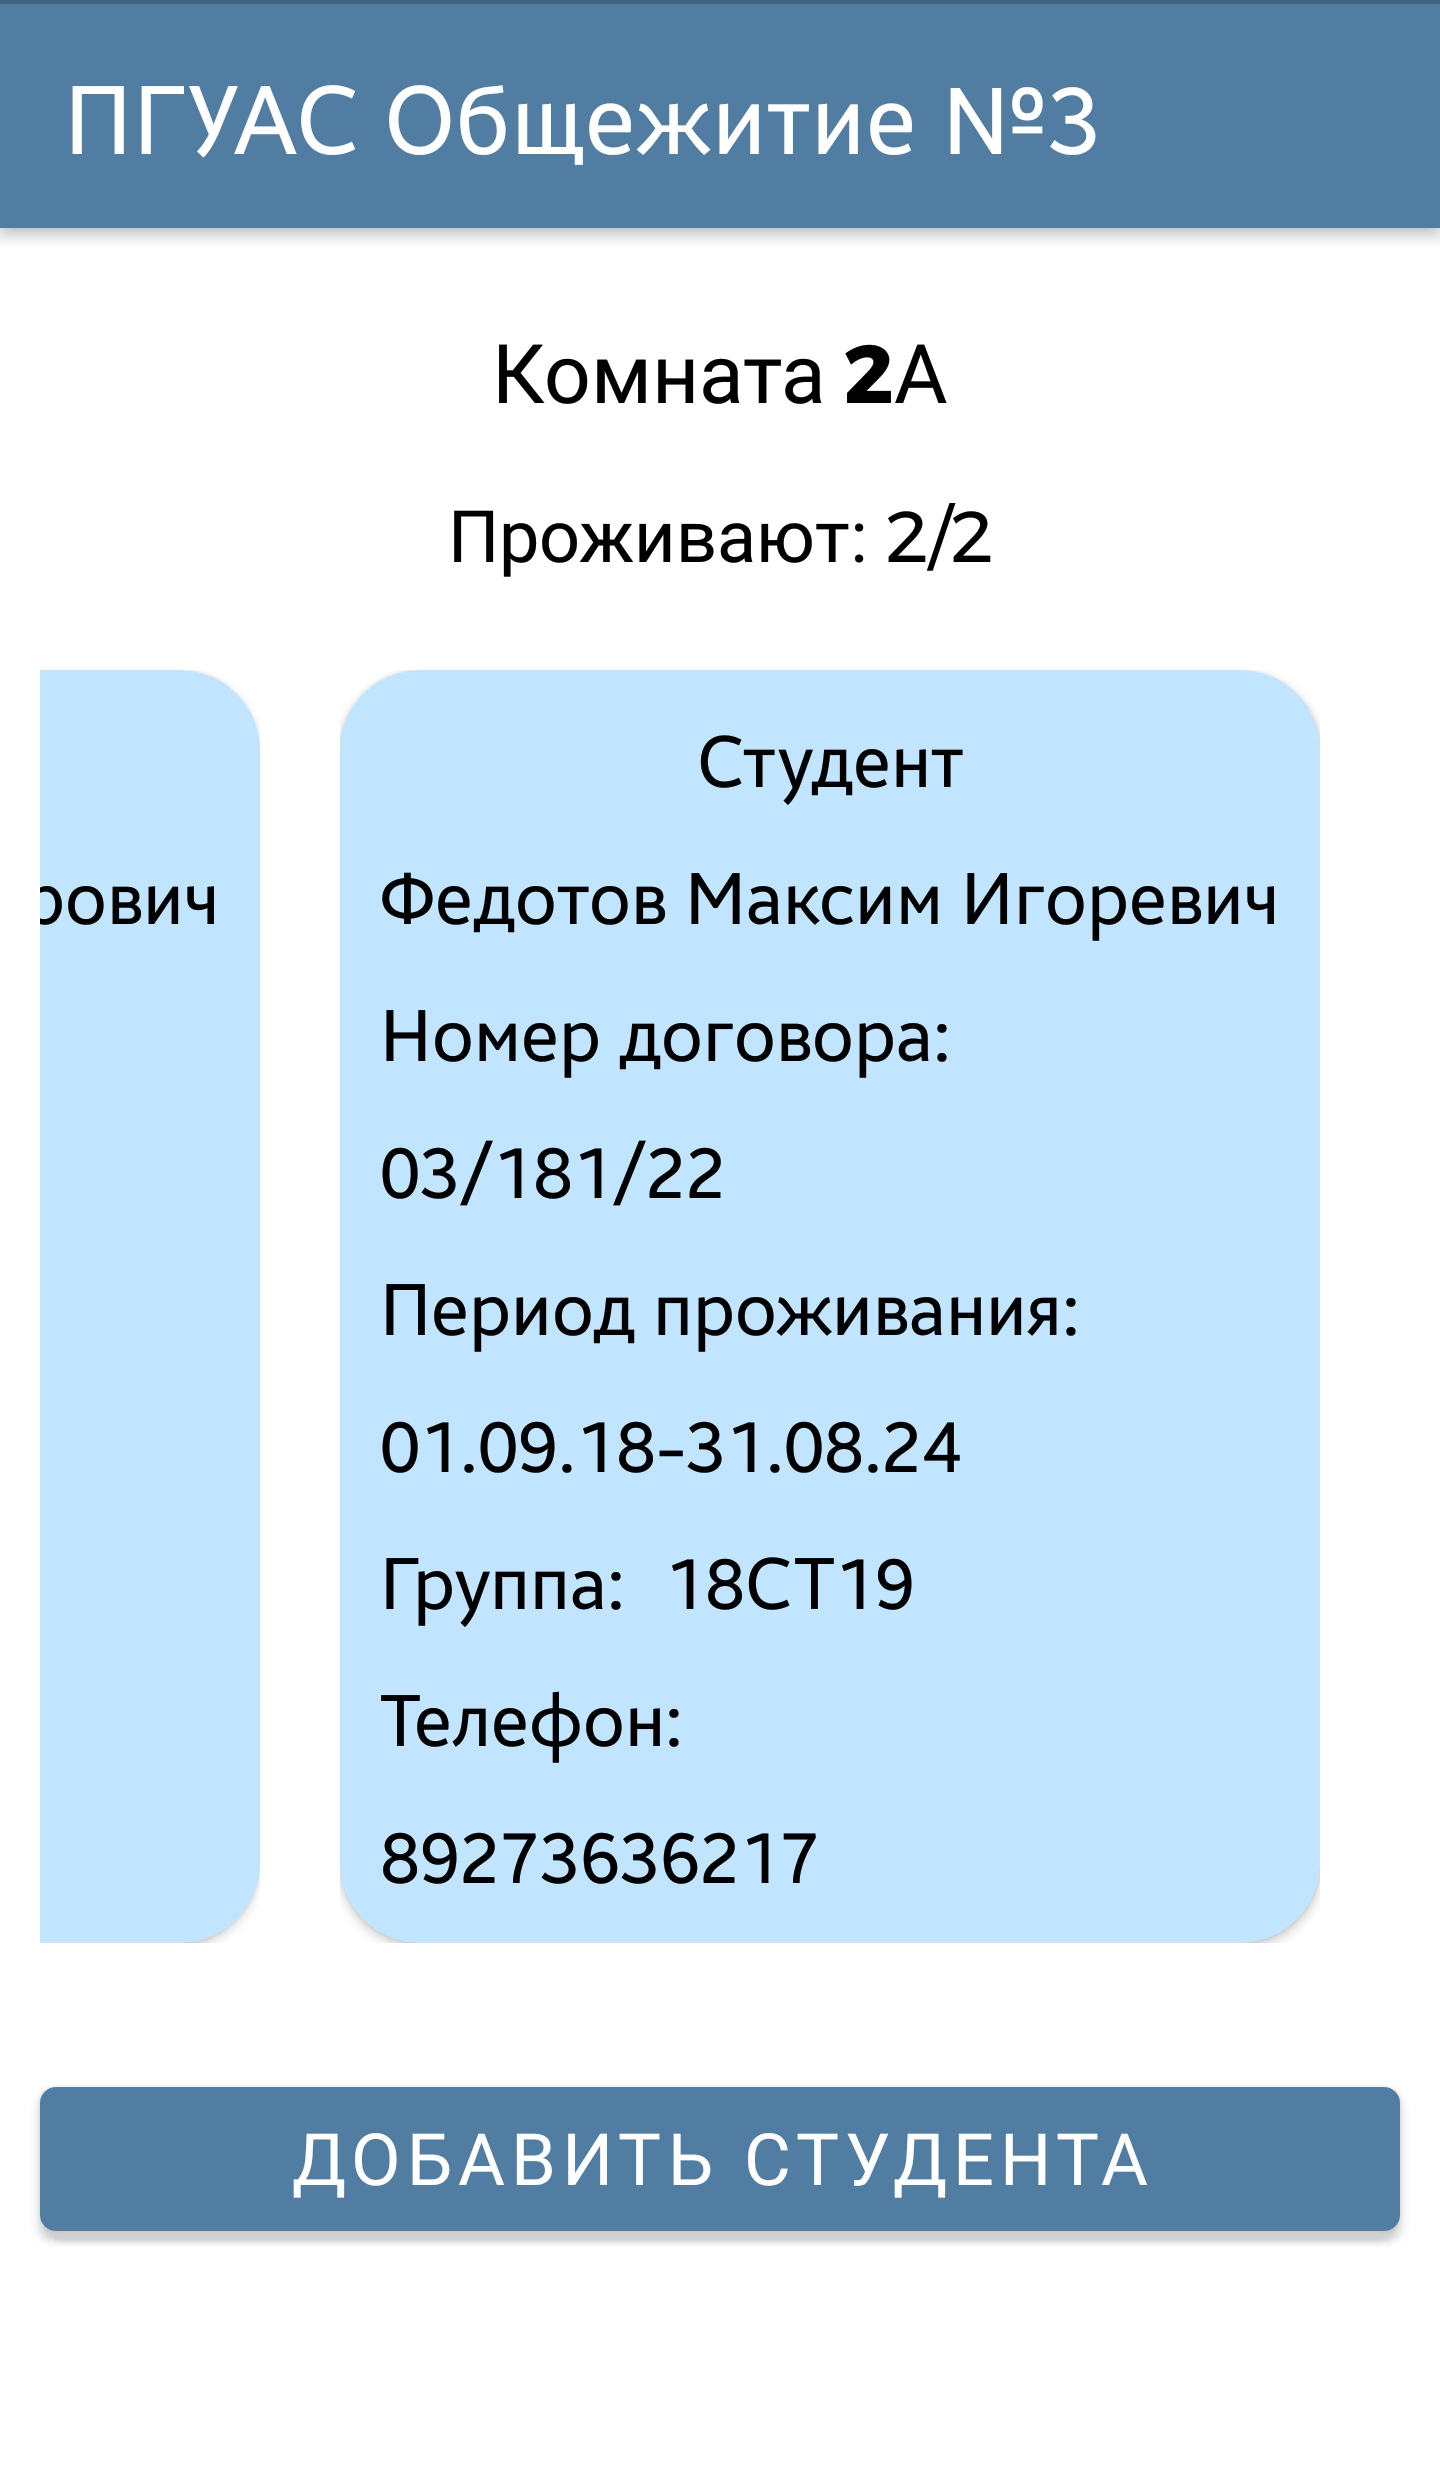 ПГУАС Общежитие №3
Комната 2А
Проживают: 2/2
Студент
рович
Федотов Максим Игоревич
Номер договора:
03/181/22
Период проживания:
01.09.18-31.08.24
Группа: 18СТ19
Телефон:
89273636217
ДОБАВИТЬ СТУДЕНТА